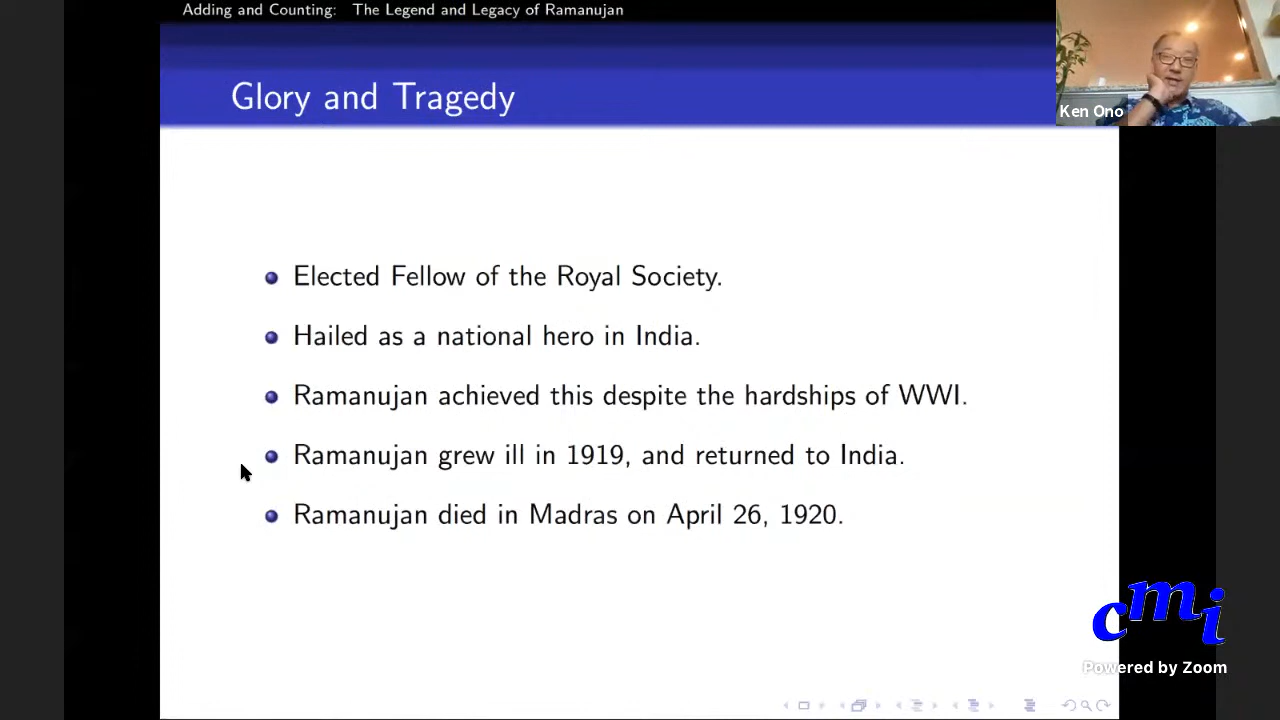 Adding and Counting: The Legend and Legacy of Ramanujan
Glory and Tragedy
Ken Ono
Elected Fellow of the Royal Society.
Hailed as a national hero in India.
Ramanujan achieved this despite the hardships of WWI.
Ramanujan grew ill in 1919, and returned to India.
Ramanujan died in Madras on April 26, 1920.
cmi
Powered by Zoom